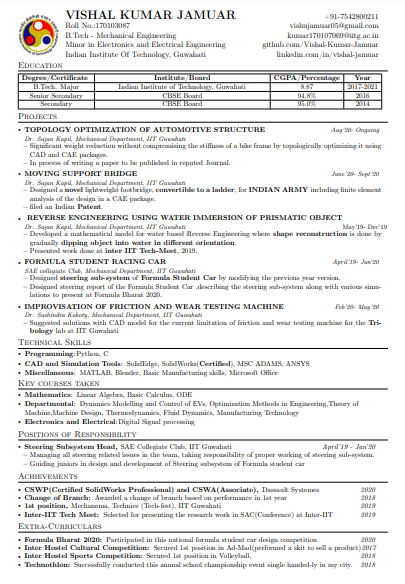 VISHAL KUMAR JAMUAR
+91-7542800211
Roll No.:170103087
vishnjamuar05@gmail.com
B.Tech - Mechanical Engineering
kumar170107069@iitg.ac.in
Minor in Electronics and Electrical Engineering
github.com/Vishal-Kumar-Jamuar
Indian Institute Of Technology, Guwahati
linkedin.com/in/vishal-jamuar
EDUCATION
Degree/Certificate Institute/Board CGPA/Percentage Year
B.Tech. Major Indian Institute of Technology, Guwahati 8.87 2017-2021
Senior Secondary CBSE Board 94.8% 2016
Secondary CBSE Board 95.0% 2014
PROJECTS
• TOPOLOGY OPTIMIZATION OF AUTOMOTIVE STRUCTURE Aug'20- Ongoing
Dr. Sajan Kapil, Mechanical Department, IIT Guwahati
– Significant weight reduction without compromising the stiffness of a bike frame by topologically optimizing it using
CAD and CAE packages.
– In process of writing a paper to be published in reputed Journal.
• MOVING SUPPORT BRIDGE June'20- Sept'20
Dr. Sajan Kapil, Mechanical Department, IIT Guwahati
– Designed a novel lightweight footbridge, convertible to a ladder, for INDIAN ARMY including finite element
analysis of the design in a CAE package.
– filed an Indian Patent.
• REVERSE ENGINEERING USING WATER IMMERSION OF PRISMATIC OBJECT
Dr. Sajan Kapil, Mechanical Department, IIT Guwahati May'19- Dec'19
– Developed a mathematical model for water based Reverse Engineering where shape reconstruction is done by
gradually dipping object into water in different orientation.
– Presented work done at inter IIT Tech-Meet, 2019.
• FORMULA STUDENT RACING CAR April'19- Jan'20
SAE collegiate Club, Mechanical Department, IIT Guwahati
– Designed steering sub-system of Formula Student Car by modifying the previous year version.
– Designed steering report of the Formula Student Car ,describing the steering subsystem along with various simu-
lations to present at Formula Bharat 2020.
• IMPROVISATION OF FRICTION AND WEAR TESTING MACHINE Feb'20- May'20
Dr. Sashindra Kakoty, Mechanical Department, IIT Guwahati
– Suggested solutions with CAD model for the current limitation of friction and wear testing machine for the Tri-
bology lab at IIT Guwahati
TECHNICAL SKILLS
• Programming:Python, C
• CAD and Simulation Tools: SolidEdge, SolidWorks(Certified), MSC ADAMS, ANSYS
• Miscellaneous: MATLAB, Blender, Basic Manufacturing skills, Microsoft Office
KEY COURSES TAKEN
• Mathematics: Linear Algebra, Basic Calculus, ODE
• Departmental: Dynamics Modelling and Control of EVs, Optimization Methods in Engineering,Theory of
Machine,Machine Design, Thermodynamics, Fluid Dynamics, Manufacturing Technology
• Electronics and Electrical:Digital Signal processing
POSITIONS OF RESPONSIBILITY
• Steering Subsystem Head, SAE Collegiate Club, IIT Guwahati April'19 - Jan'20
– Managing all steering related issues in the team, taking responsibility of proper working of steering sub-system.
– Guiding juniors in design and development of Steering subsystem of Formula student car
ACHIEVEMENTS
• CSWP(Certified SolidWorks Professional) and CSWA(Associate), Dassault Systemes 2020
• Change of Branch: Awarded a change of branch based on performance in 1st year 2018
• 1st position, Mechanema, Technice (Tech-fest), IIT Guwahati 2019
• Inter-IIT Tech Meet: Selected for presenting the research work in SAC(Conference) at Inter-IIT 2019
EXTRA-CURRICULARS
• Formula Bharat 2020: Participated in this national formula student car design competition 2020
• Inter Hostel Cultural Competition: Secured 1st position in Ad-Mad(performed a skit to sell a product) 2017
• Inter Hostel Sports Competition: Secured 1st position in Volleyball. 2018
• Technothlon: Successfully conducted this annual school championship event single handed-ly in my city. 2018